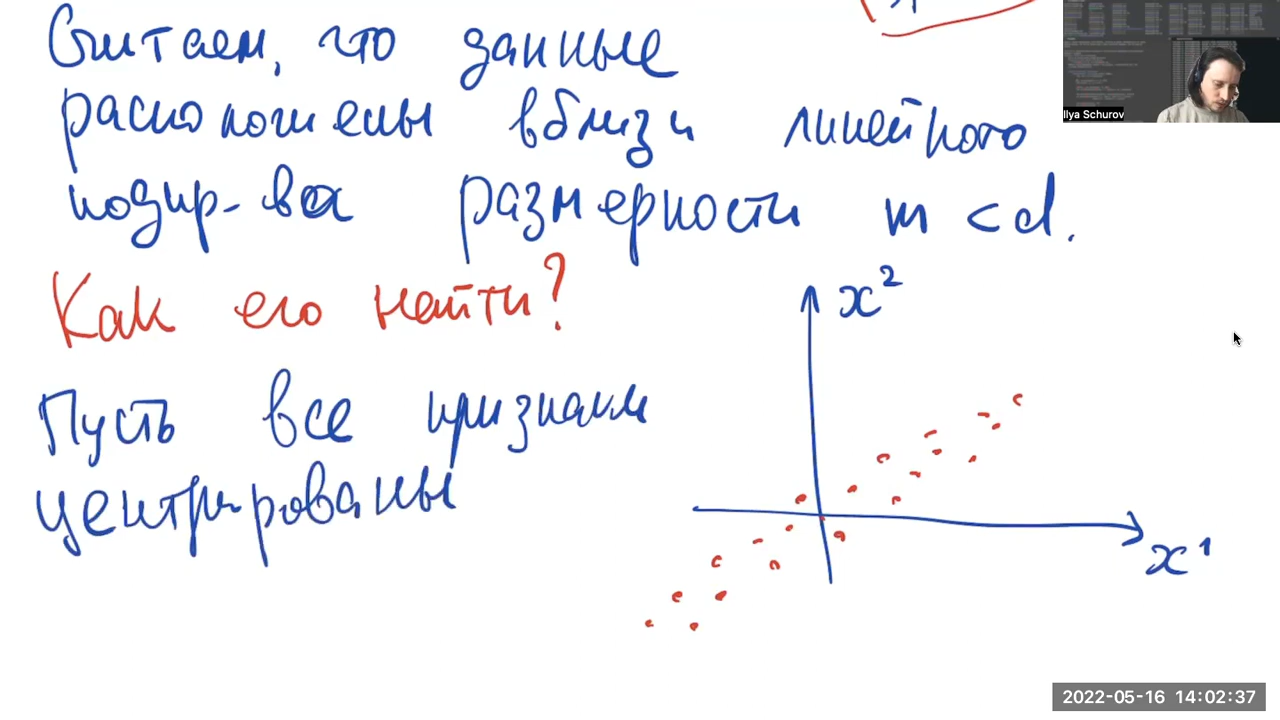 Считаем, что данные
расположены вблизи линейного
подпр-ва размерности m < d.
Как его найти?
Пусть все признаки
центрированы
x²
x¹
Ilya Schurov
2022-05-16 14:02:37